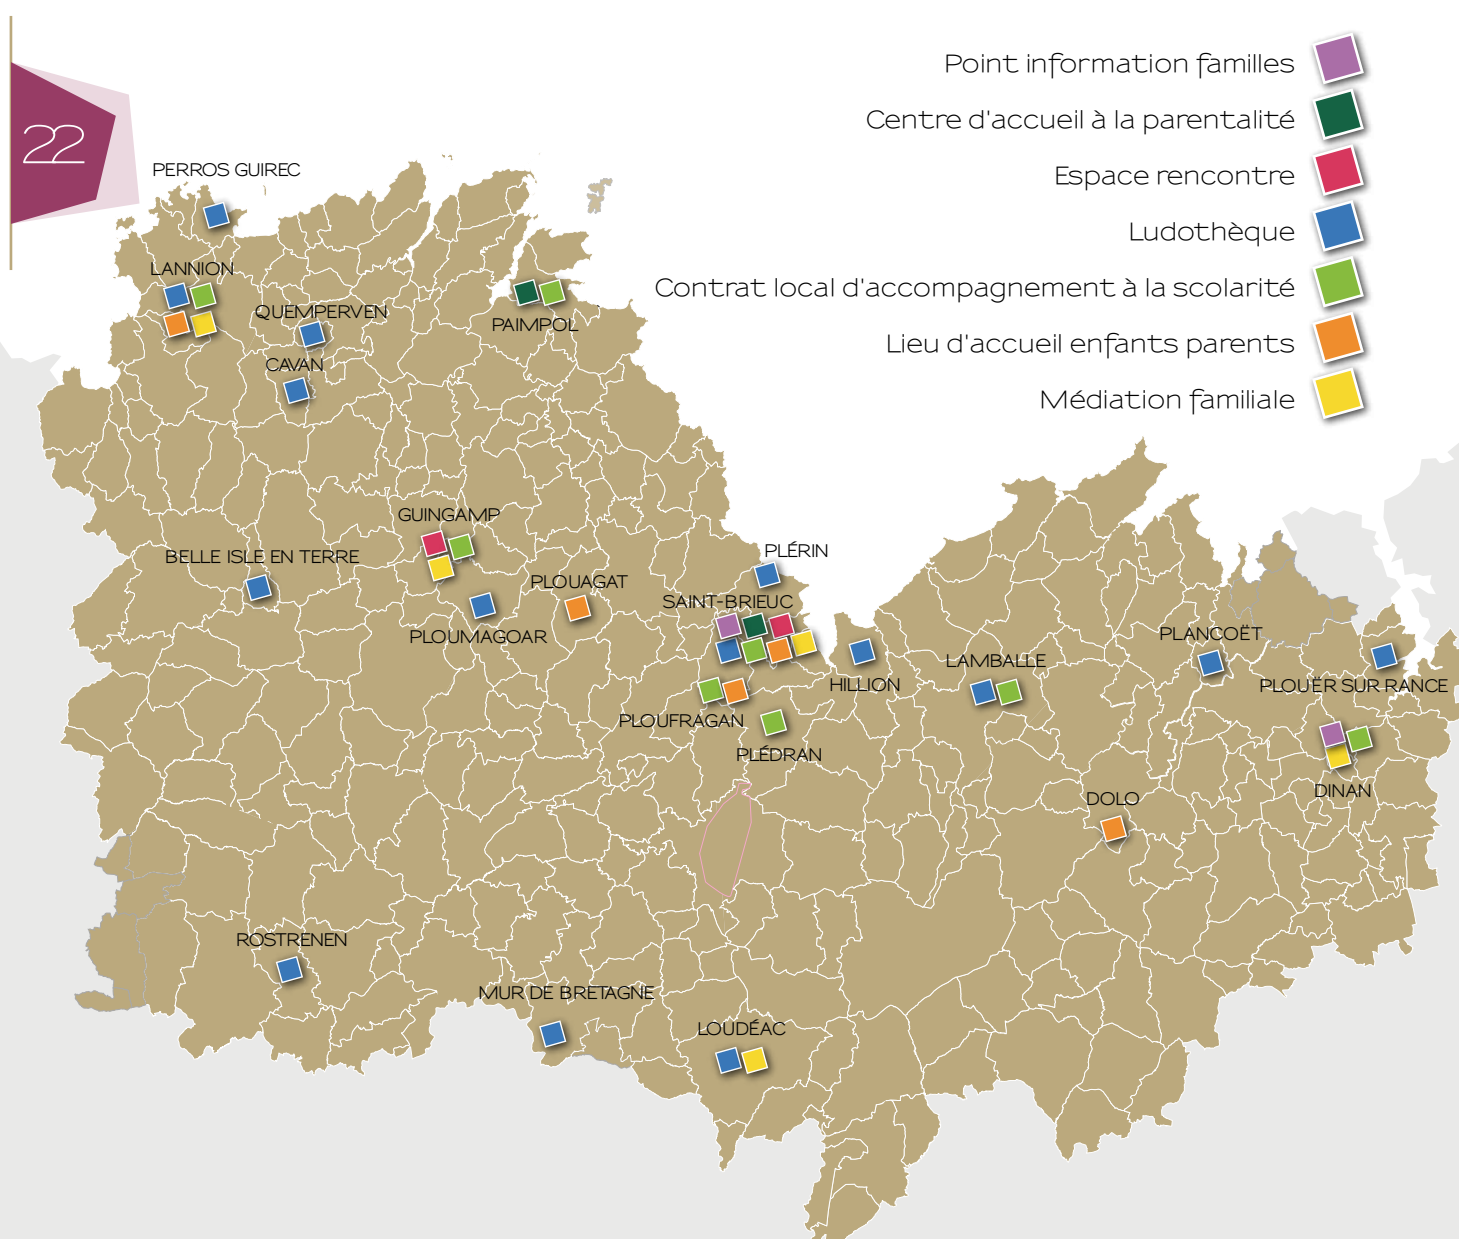 22
Point information familles
Centre d'accueil à la parentalité
Espace rencontre
Ludothèque
Contrat local d'accompagnement à la scolarité
Lieu d'accueil enfants parents
Médiation familiale
PERROS GUIREC
LANNION
QUEMPERVEN
PAIMPOL
CAVAN
GUINGAMP
BELLE ISLE EN TERRE
PLÉRIN
PLOUAGAT
SAINT-BRIEUC
PLOUMAGOAR
PLANCOËT
LAMBALLE
HILLION
PLOUER SUR-RANCE
PLOUFRAGAN
PLÉDRAN
DINAN
DOLO
ROSTRENEN
MUR DE BRETAGNE
LOUDÉAC